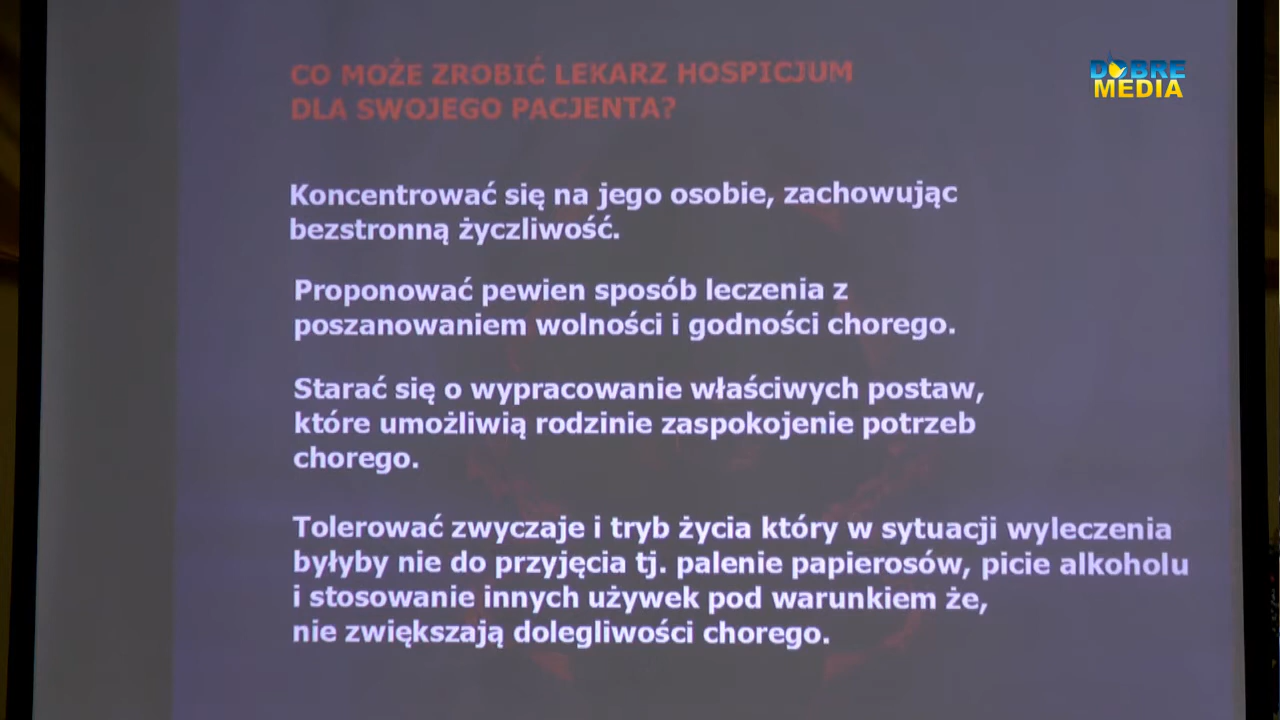 CO MOŻE ZROBIĆ LEKARZ HOSPICJUM
DLA SWOJEGO PACJENTA?
DOBRE
MEDIA
Koncentrować się na jego osobie, zachowując
bezstronną życzliwość.
Proponować pewien sposób leczenia z
poszanowaniem wolności i godności chorego.
Starać się o wypracowanie właściwych postaw,
które umożliwią rodzinie zaspokojenie potrzeb
chorego.
Tolerować zwyczaje i tryb życia który w sytuacji wyleczenia
byłyby nie do przyjęcia tj. palenie papierosów, picie alkoholu
i stosowanie innych używek pod warunkiem że,
nie zwiększają dolegliwości chorego.